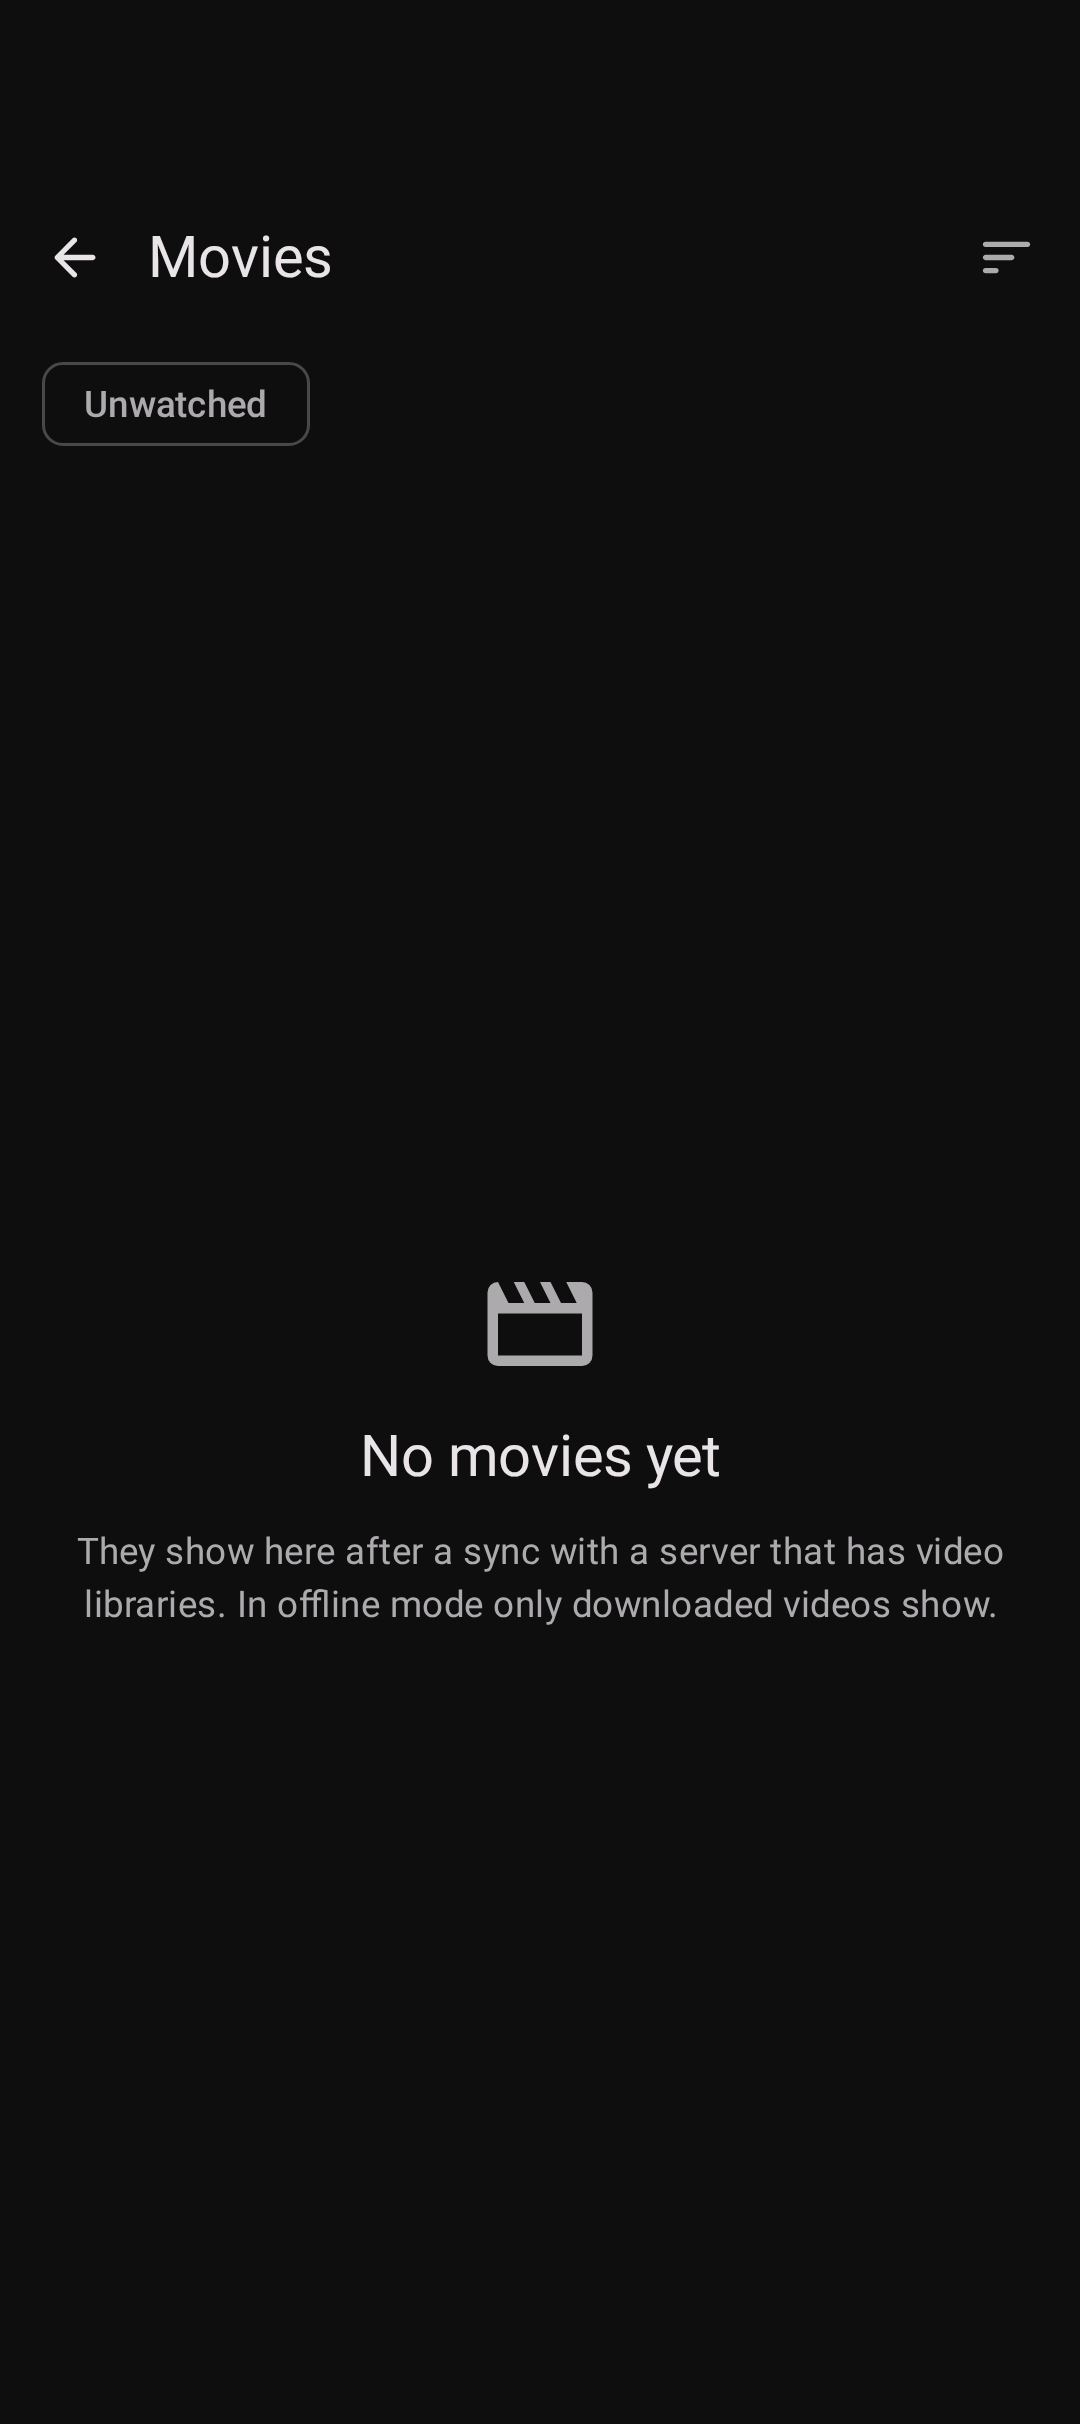 Movies
Unwatched
No movies yet
They show here after a sync with a server that has video
libraries. In offline mode only downloaded videos show.